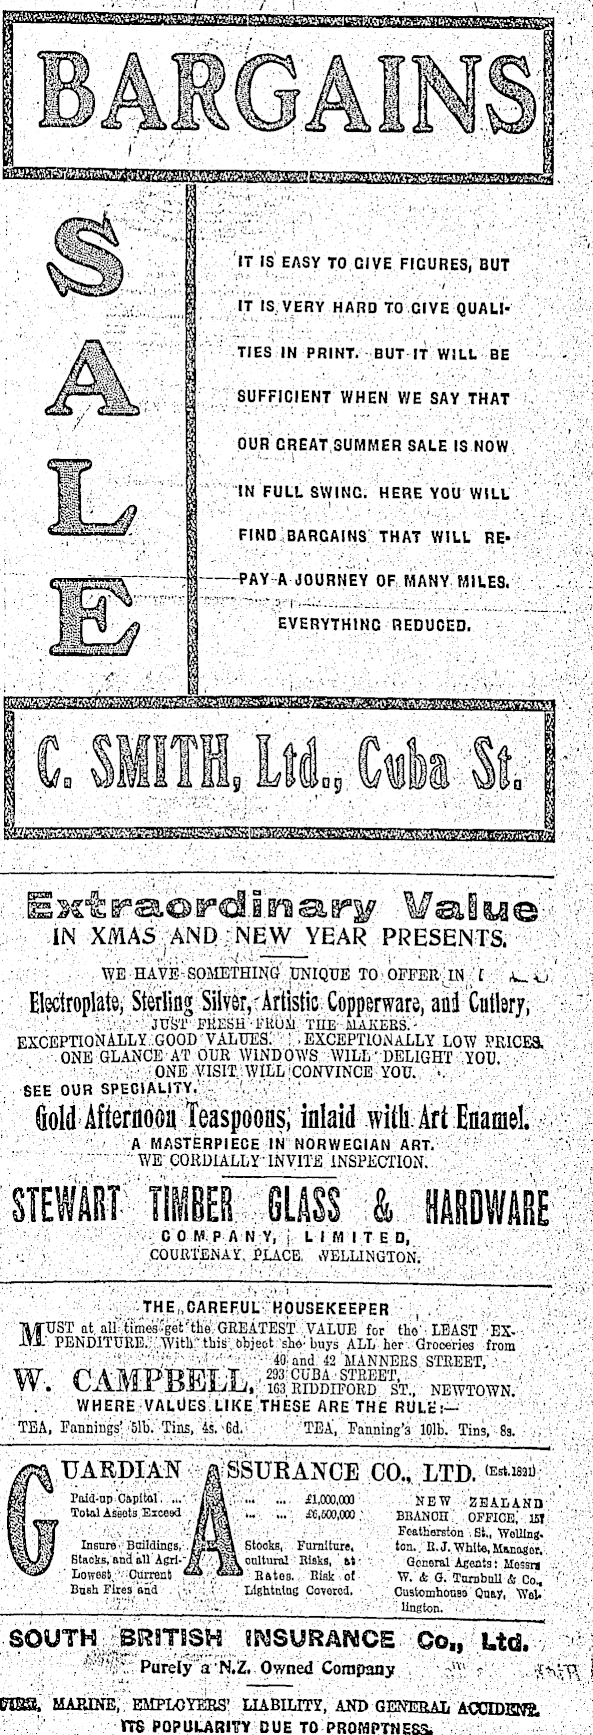 BARGAINS
SALE
IT IS EASY TO GIVE FIGURES, BUT
IT IS VERY HARD TO GIVE QUALI-
TIES IN PRINT. BUT IT WILL BE
SUFFICIENT WHEN WE SAY THAT
OUR GREAT SUMMER SALE IS NOW
IN FULL SWING. HERE YOU WILL
FIND BARGAINS THAT WILL RE-
PAY A JOURNEY OF MANY MILES.
EVERYTHING REDUCED.
C. SMITH, Ltd., Cuba St.
Extraordinary Value
IN XMAS AND NEW YEAR PRESENTS.
WE HAVE SOMETHING UNIQUE TO OFFER IN
Electroplate, Sterling Silver, Artistic Copperware, and Cutlery,
JUST FRESH FROM THE MAKERS.
EXCEPTIONALLY GOOD VALUES. EXCEPTIONALLY LOW PRICES.
ONE GLANCE AT OUR WINDOWS WILL DELIGHT YOU.
ONE VISIT WILL CONVINCE YOU.
SEE OUR SPECIALITY.
Gold Afternoon Teaspoons, inlaid with Art Enamel.
A MASTERPIECE IN NORWEGIAN ART.
WE CORDIALLY INVITE INSPECTION.
STEWART TIMBER GLASS & HARDWARE
COMPANY, LIMITED,
COURTENAY PLACE, WELLINGTON.
THE CAREFUL HOUSEKEEPER
MUST at all times get the GREATEST VALUE for the LEAST EX-
PENDITURE. With this object she buys ALL her Groceries from
W. CAMPBELL, 40 and 42 MANNERS STREET,
293 CUBA STREET,
163 RIDDIFORD ST., NEWTOWN.
WHERE VALUES LIKE THESE ARE THE RULE:—
TEA, Fannings' 5lb. Tins, 4s. 6d. TEA, Fanning's 10lb. Tins, 8s.
GUARDIAN ASSURANCE CO., LTD. (Est. 1821)
Paid-up Capital ... ... ... £1,000,000
Total Assets Exceed ... ... £6,500,000
Insure Buildings, Stocks, Furniture,
Stacks, and all Agri- cultural Risks, at
Lowest Current Rates. Risk of
Bush Fires and Lightning Covered.
NEW ZEALAND
BRANCH OFFICE, 157
Featherston St., Welling-
ton. R. J. White, Manager.
General Agents: Messrs
W. & G. Turnbull & Co.,
Customhouse Quay, Wel-
lington.
SOUTH BRITISH INSURANCE Co., Ltd.
Purely a N.Z. Owned Company
FIRE, MARINE, EMPLOYERS' LIABILITY, AND GENERAL ACCIDENT.
ITS POPULARITY DUE TO PROMPTNESS.